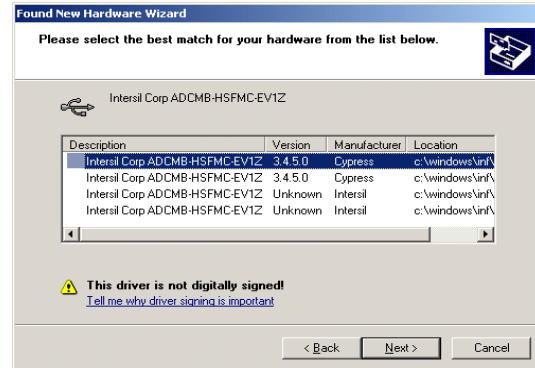 Found New Hardware Wizard
Please select the best match for your hardware from the list below.
Intersil Corp ADCMB-HSFMC-EV1Z
Description Version Manufacturer Location
Intersil Corp ADCMB-HSFMC-EV1Z 3.4.5.0 Cypress c:\windows\inf\
Intersil Corp ADCMB-HSFMC-EV1Z 3.4.5.0 Cypress c:\windows\inf\
Intersil Corp ADCMB-HSFMC-EV1Z Unknown Intersil c:\windows\inf\
Intersil Corp ADCMB-HSFMC-EV1Z Unknown Intersil c:\windows\inf\
This driver is not digitally signed!
Tell me why driver signing is important
< Back Next > Cancel